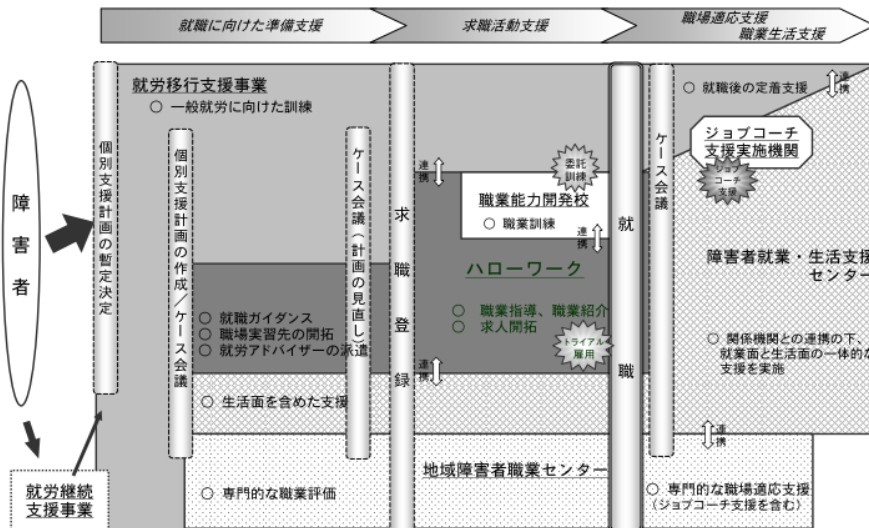 就職に向けた準備支援
求職活動支援
職場適応支援
職業生活支援
障害者
個別支援計画の暫定決定
就労移行支援事業
○ 一般就労に向けた訓練
個別支援計画の作成／ケース会議
ケース会議（計画の見直し）
○ 就職ガイダンス
○ 職場実習先の開拓
○ 就労アドバイザーの派遣
○ 生活面を含めた支援
○ 専門的な職業評価
就労継続
支援事業
求職登録
連携
委託
訓練
職業能力開発校
○ 職業訓練
連携
ハローワーク
○ 職業指導、職業紹介
○ 求人開拓
トライアル
雇用
連携
地域障害者職業センター
就職
ケース会議
○ 就職後の定着支援
連携
ジョブコーチ
支援実施機関
ジョブ
コーチ
支援
障害者就業・生活支援
センター
○ 関係機関との連携の下、
就業面と生活面の一体的な
支援を実施
連携
○ 専門的な職場適応支援
（ジョブコーチ支援を含む）